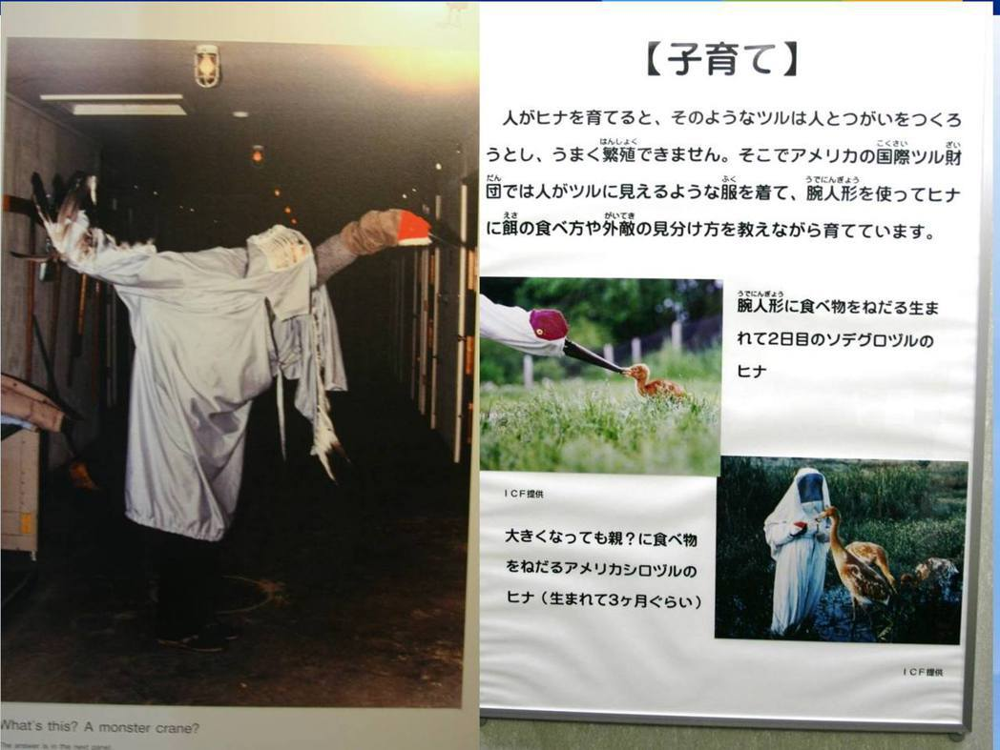 What's this? A monster crane?
The answer is in the next panel.
【子育て】
人がヒナを育てると、そのようなツルは人とつがいをつくろ
うとし、うまく繁殖できません。そこでアメリカの国際ツル財
団では人がツルに見えるような服を着て、腕人形を使ってヒナ
に餌の食べ方や外敵の見分け方を教えながら育てています。
腕人形に食べ物をねだる生ま
れて2日目のソデグロヅルの
ヒナ
ICF提供
大きくなっても親？に食べ物
をねだるアメリカシロヅルの
ヒナ（生まれて3ヶ月ぐらい）
ICF提供